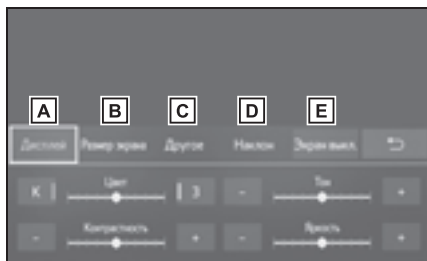 A B C D E
Дисплей Размер экрана Другое Наклон Экран выкл.
К Цвет З - Тон +
- Контрастность + - Яркость +